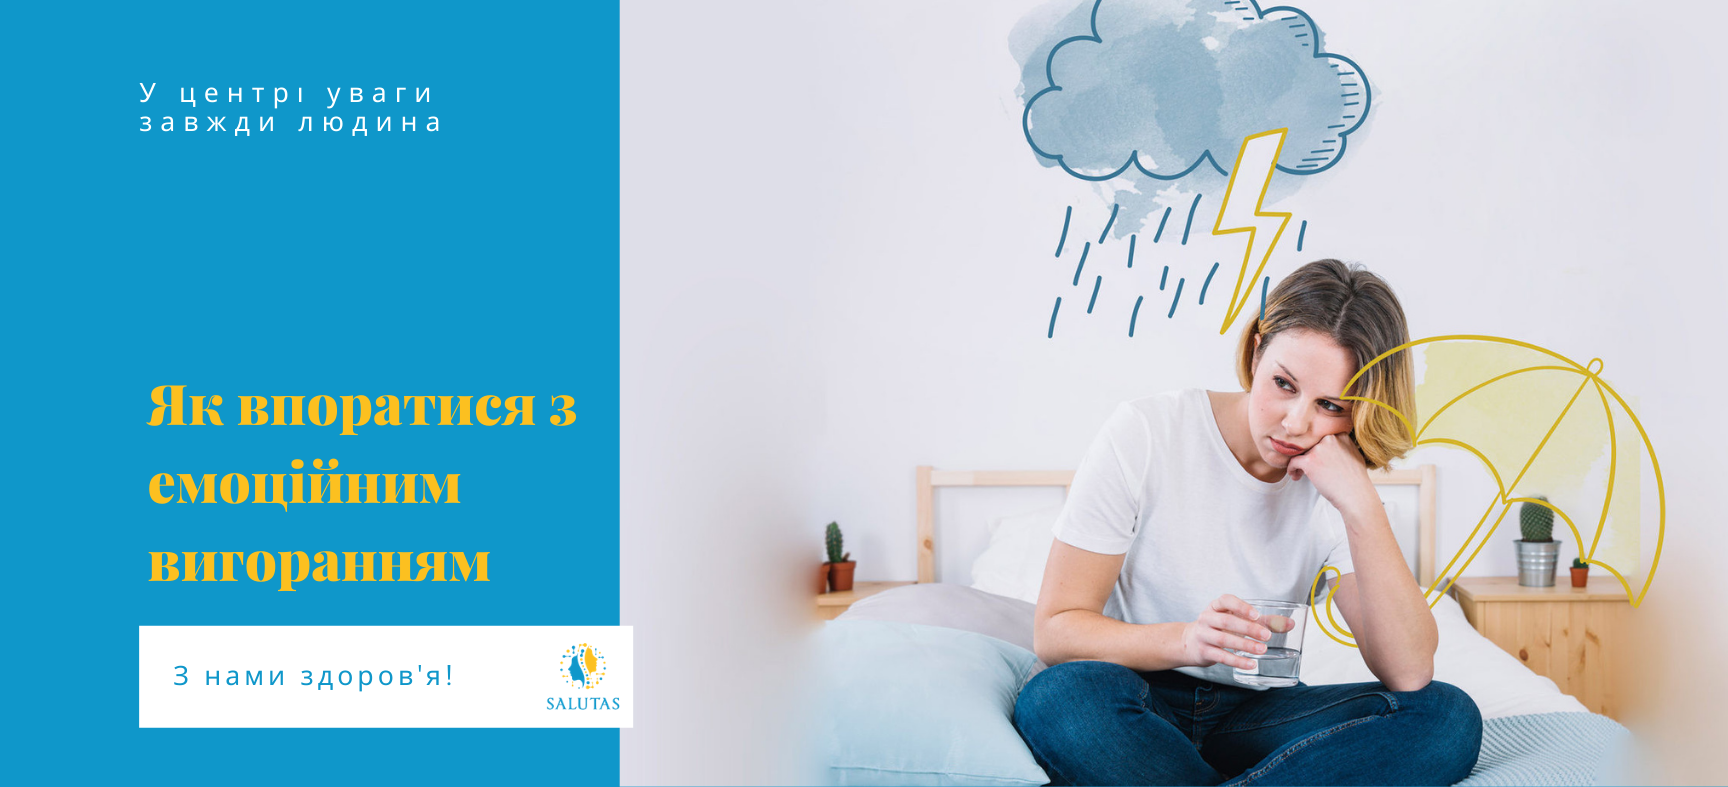 У центрі уваги
завжди людина
Як впоратися з
емоційним
вигоранням
З нами здоров'я!
SALUTAS